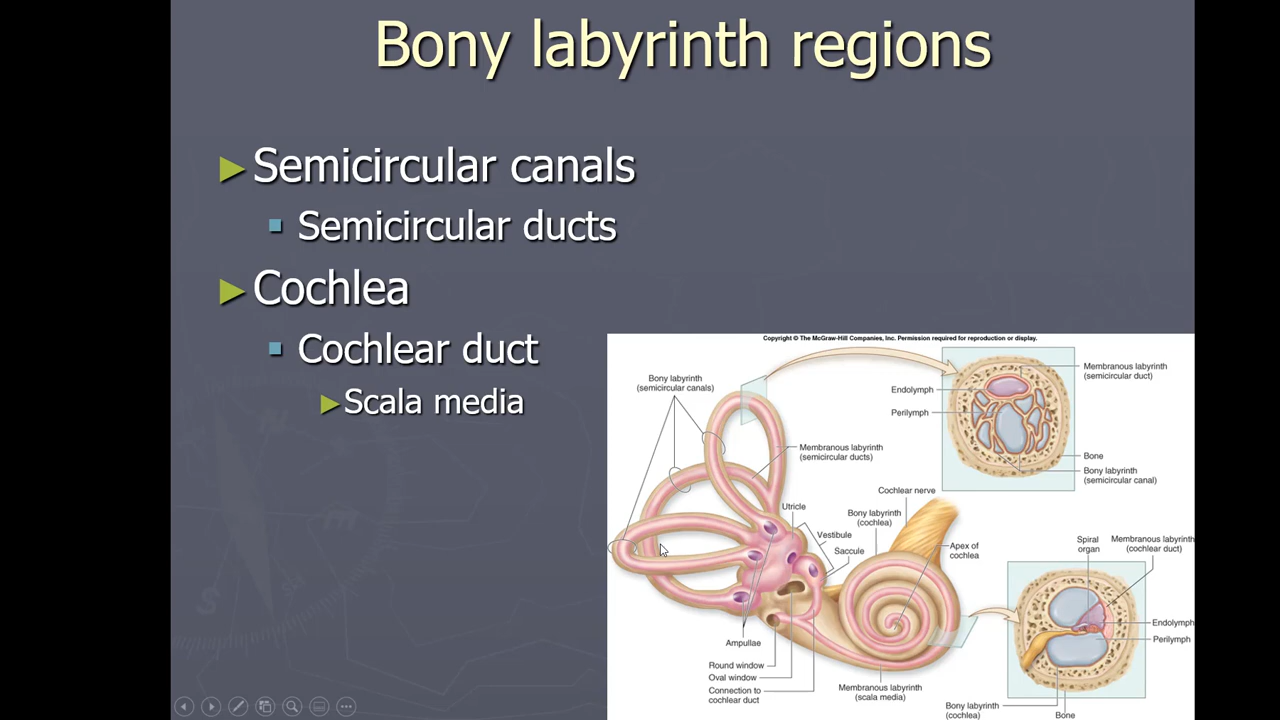 Bony labyrinth regions
Semicircular canals
Semicircular ducts
Cochlea
Cochlear duct
Scala media
Copyright © The McGraw-Hill Companies, Inc. Permission required for reproduction or display.
Bony labyrinth
(semicircular canals)
Membranous labyrinth
(semicircular duct)
Endolymph
Perilymph
Membranous labyrinth
(semicircular ducts)
Bone
Bony labyrinth
(semicircular canal)
Cochlear nerve
Utricle
Bony labyrinth
(cochlea)
Vestibule
Saccule
Apex of
cochlea
Spiral
organ
Membranous labyrinth
(cochlear duct)
Endolymph
Perilymph
Ampullae
Round window
Oval window
Connection to
cochlear duct
Membranous labyrinth
(scala media)
Bony labyrinth
(cochlea)
Bone